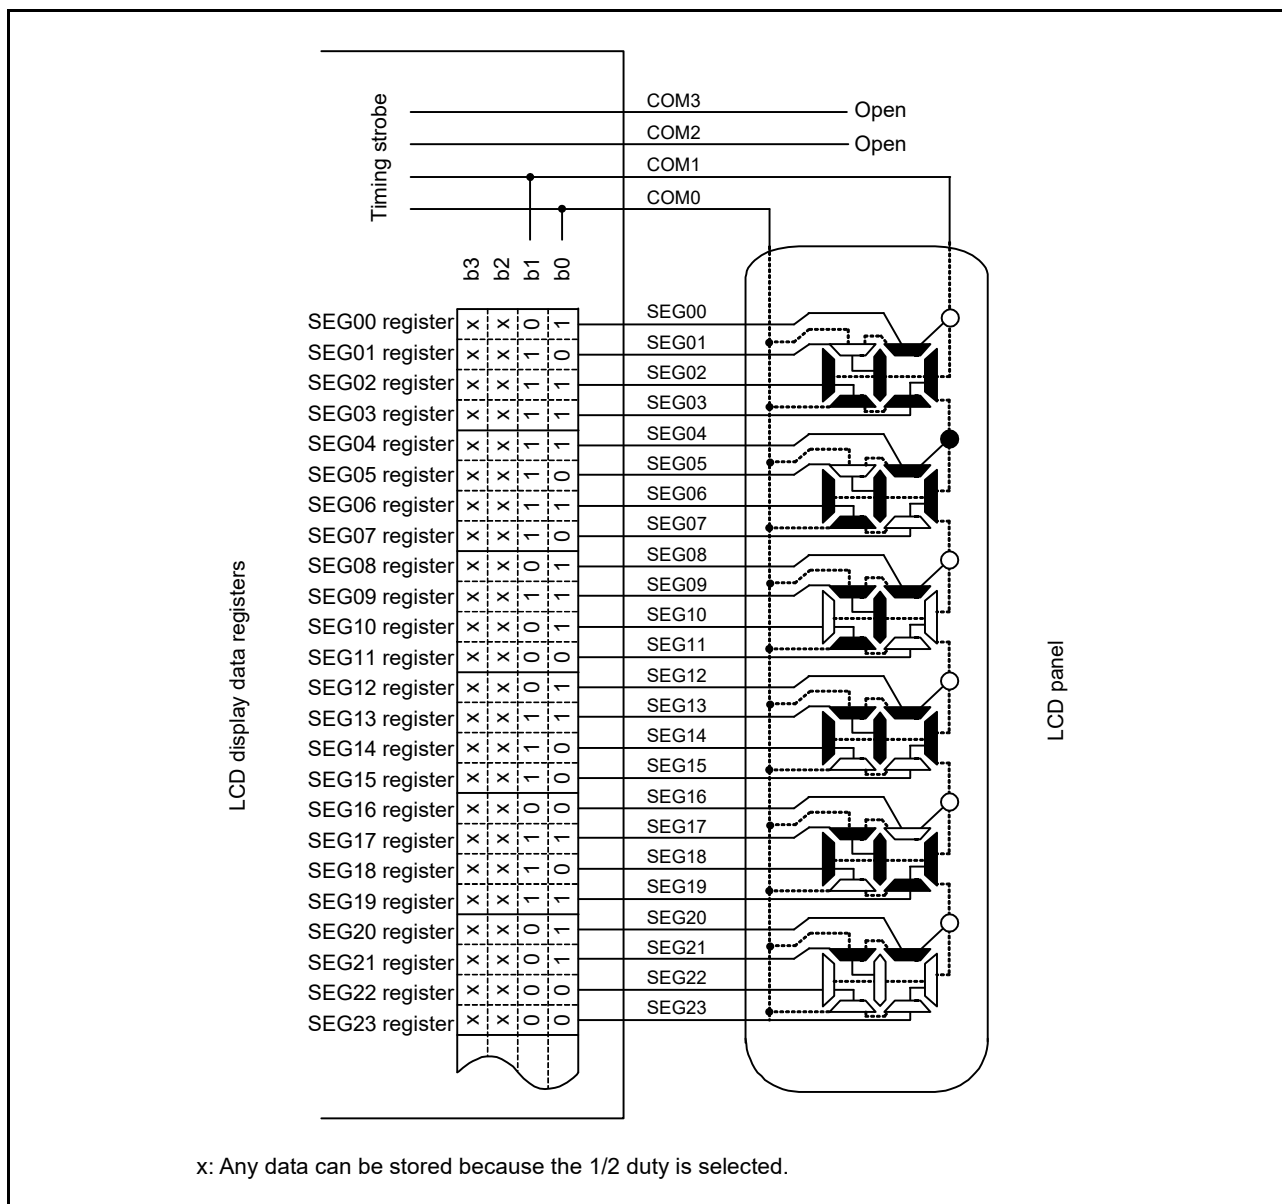 Timing strobe
COM3
Open
COM2
Open
COM1
COM0
b3 b2 b1 b0
SEG00 register x x 0 1 SEG00
SEG01 register x x 1 0 SEG01
SEG02 register x x 1 1 SEG02
SEG03 register x x 1 1 SEG03
SEG04 register x x 1 1 SEG04
SEG05 register x x 1 0 SEG05
SEG06 register x x 1 1 SEG06
SEG07 register x x 1 0 SEG07
SEG08 register x x 0 1 SEG08
SEG09 register x x 1 1 SEG09
SEG10 register x x 0 1 SEG10
SEG11 register x x 0 0 SEG11
SEG12 register x x 0 1 SEG12
SEG13 register x x 1 1 SEG13
SEG14 register x x 1 0 SEG14
SEG15 register x x 1 0 SEG15
SEG16 register x x 0 0 SEG16
SEG17 register x x 1 1 SEG17
SEG18 register x x 1 0 SEG18
SEG19 register x x 1 1 SEG19
SEG20 register x x 0 1 SEG20
SEG21 register x x 0 1 SEG21
SEG22 register x x 0 0 SEG22
SEG23 register x x 0 0 SEG23
LCD display data registers
LCD panel
x: Any data can be stored because the 1/2 duty is selected.